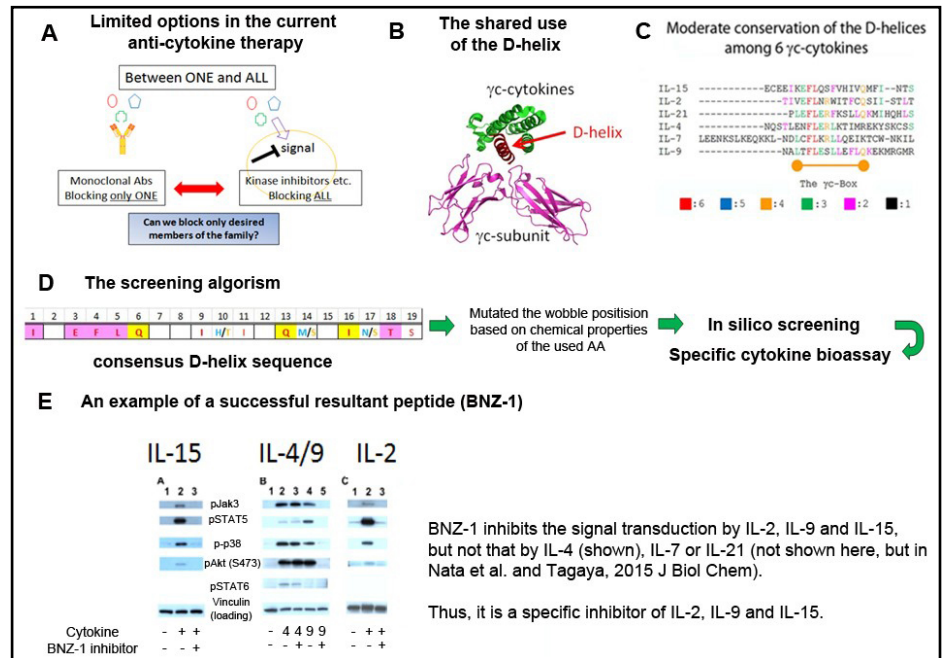 A
Limited options in the current
anti-cytokine therapy
Between ONE and ALL
signal
Monoclonal Abs
Blocking only ONE
Kinase inhibitors etc.
Blocking ALL
Can we block only desired
members of the family?
B
The shared use
of the D-helix
γc-cytokines
D-helix
γc-subunit
C
Moderate conservation of the D-helices
among 6 γc-cytokines
IL-15 ------------ECEEIKEFLQSFVHIVQMFI--NTS
IL-2 ----------------TIVEFLNRWITFCQSII--STLT
IL-21 ----------------PLEFLERFKSLLQKMIHQHLS
IL-4 ------------NQSTLENFLERLKTIMREKYSKCSS
IL-7 LEENKSLKEQKKL--NDLCFLKRLLQEIKTCWNKIL
IL-9 ----------------NALTFLESLLELFQKEKMRGMR
The γc-Box
:6 :5 :4 :3 :2 :1
D The screening algorism
1 2 3 4 5 6 7 8 9 10 11 12 13 14 15 16 17 18 19
I E F L Q I H/T I Q M/S I N/S T S
consensus D-helix sequence
Mutated the wobble positision
based on chemical properties
of the used AA
In silico screening
Specific cytokine bioassay
E An example of a successful resultant peptide (BNZ-1)
IL-15 IL-4/9 IL-2
A B C
1 2 3 1 2 3 4 5 1 2 3
pJak3
pSTAT5
p-p38
pAkt (S473)
pSTAT6
Vinculin
(loading)
Cytokine - + + - 4 4 9 9 - + +
BNZ-1 inhibitor - - + - - + - + - - +
BNZ-1 inhibits the signal transduction by IL-2, IL-9 and IL-15,
but not that by IL-4 (shown), IL-7 or IL-21 (not shown here, but in
Nata et al. and Tagaya, 2015 J Biol Chem).
Thus, it is a specific inhibitor of IL-2, IL-9 and IL-15.